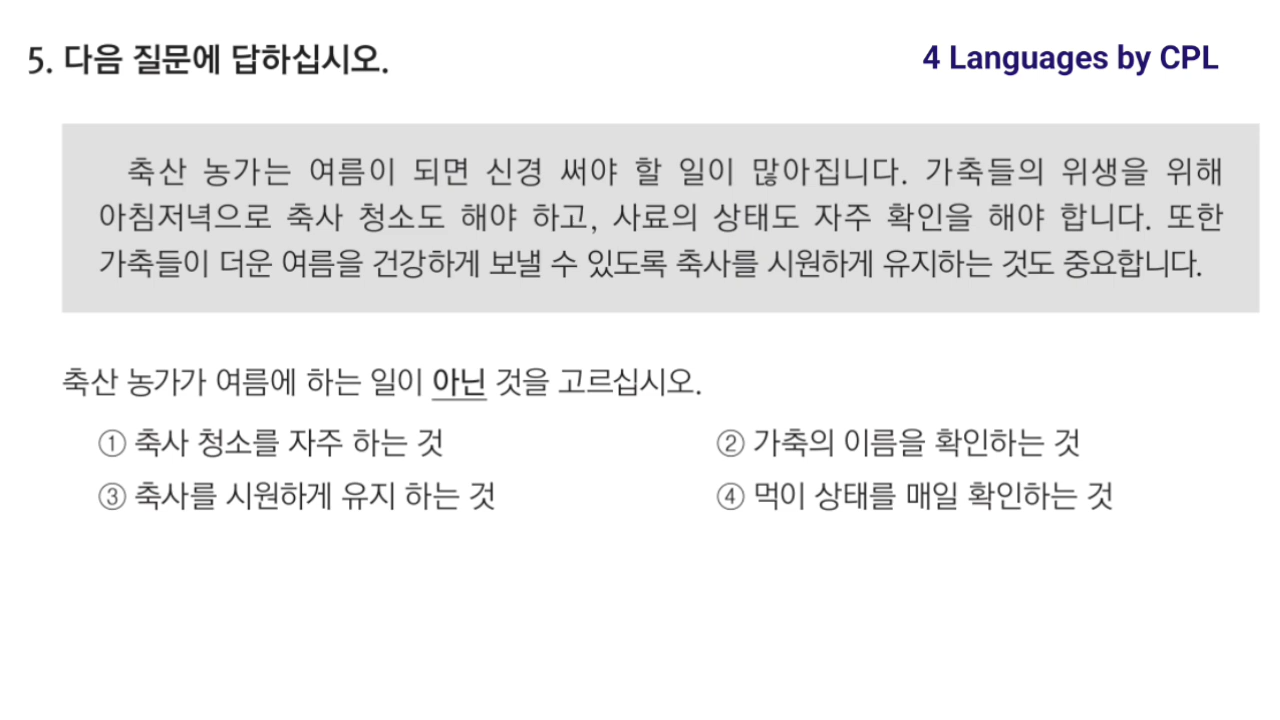 5. 다음 질문에 답하십시오.
4 Languages by CPL
축산 농가는 여름이 되면 신경 써야 할 일이 많아집니다. 가축들의 위생을 위해
아침저녁으로 축사 청소도 해야 하고, 사료의 상태도 자주 확인을 해야 합니다. 또한
가축들이 더운 여름을 건강하게 보낼 수 있도록 축사를 시원하게 유지하는 것도 중요합니다.
축산 농가가 여름에 하는 일이 아닌 것을 고르십시오.
① 축사 청소를 자주 하는 것
② 가축의 이름을 확인하는 것
③ 축사를 시원하게 유지 하는 것
④ 먹이 상태를 매일 확인하는 것